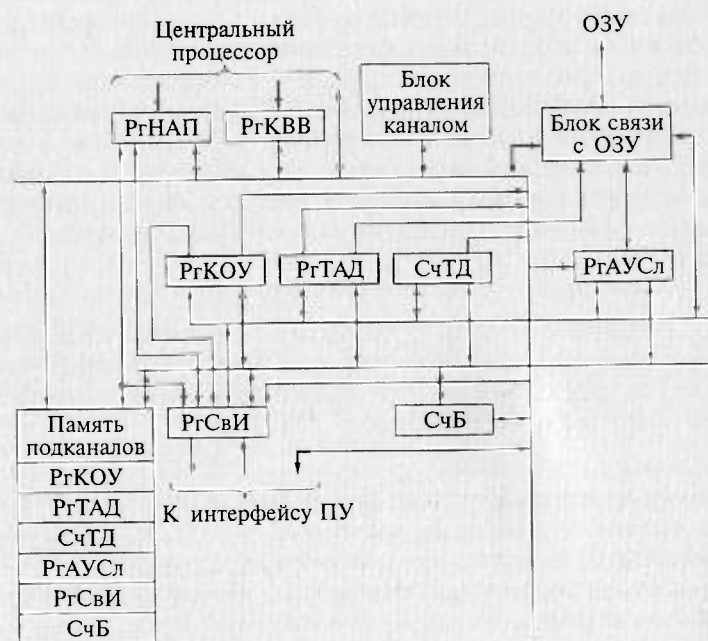 Центральный
процессор
ОЗУ
РгНАП
РгКВВ
Блок
управления
каналом
Блок связи
с ОЗУ
РгКОУ
РгТАД
СчТД
РгАУСл
Память
подканалов
РгКОУ
РгТАД
СчТД
РгАУСл
РгСвИ
СчБ
РгСвИ
СчБ
К интерфейсу ПУ